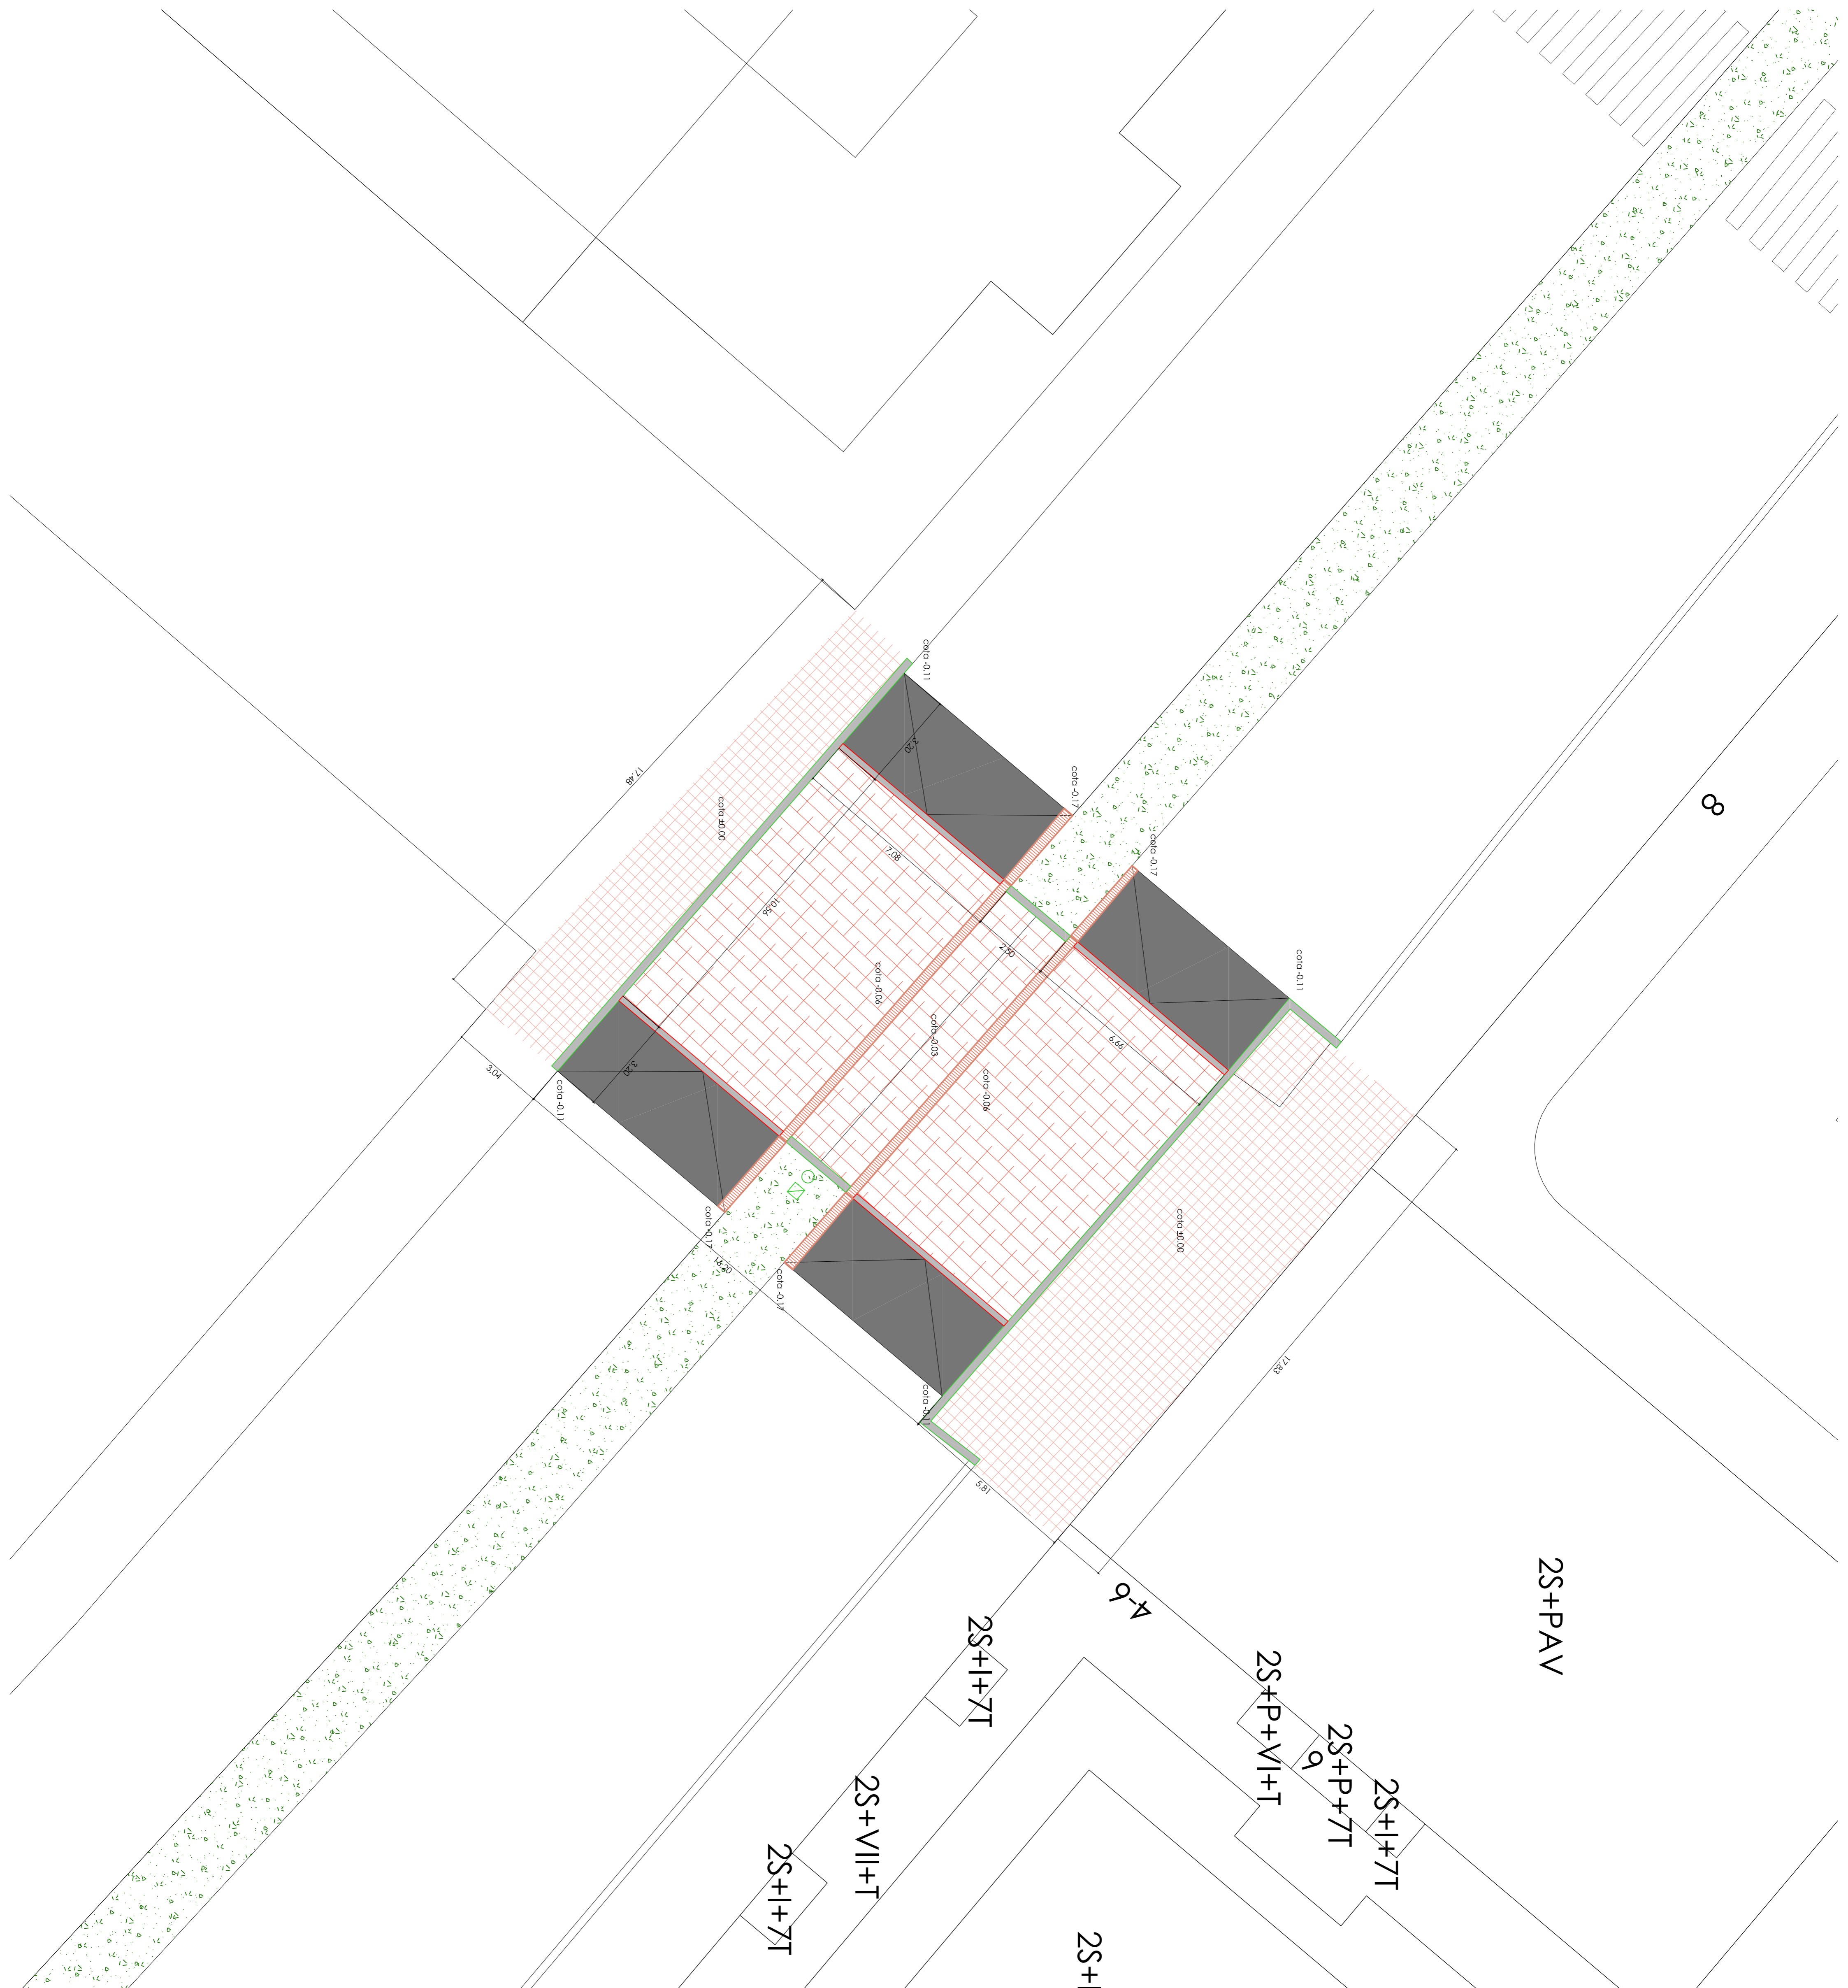 cota -0.11
cota -0.17
3.20
17.48
cota ±0.00
8
cota -0.17
7.08
10.56
2.50
cota -0.11
cota -0.06
cota -0.03
6.66
3.20
3.04
cota -0.11
cota -0.06
cota -0.17
cota ±0.00
16.20
cota -0.17
17.83
cota -0.11
5.81
4-6
2S+PAV
2S+I+7T
2S+P+VI+T
2S+P+7T
9
2S+I+7T
2S+VII+T
2S+I+7T
2S+I